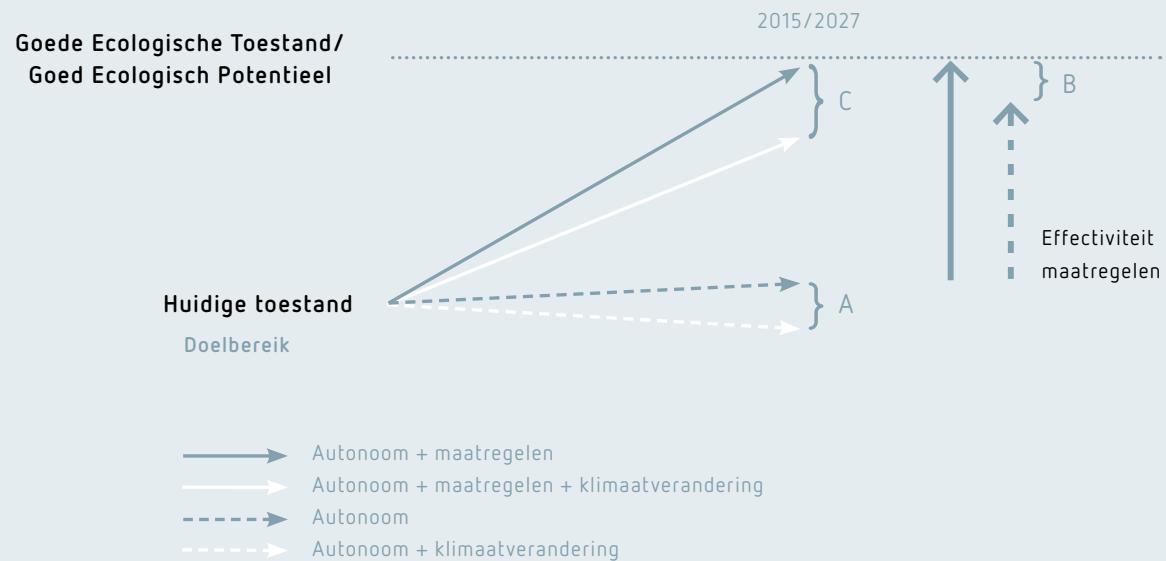 2015/2027
Goede Ecologische Toestand/
Goed Ecologisch Potentieel
C
B
Effectiviteit
maatregelen
Huidige toestand
A
Doelbereik
Autonoom + maatregelen
Autonoom + maatregelen + klimaatverandering
Autonoom
Autonoom + klimaatverandering